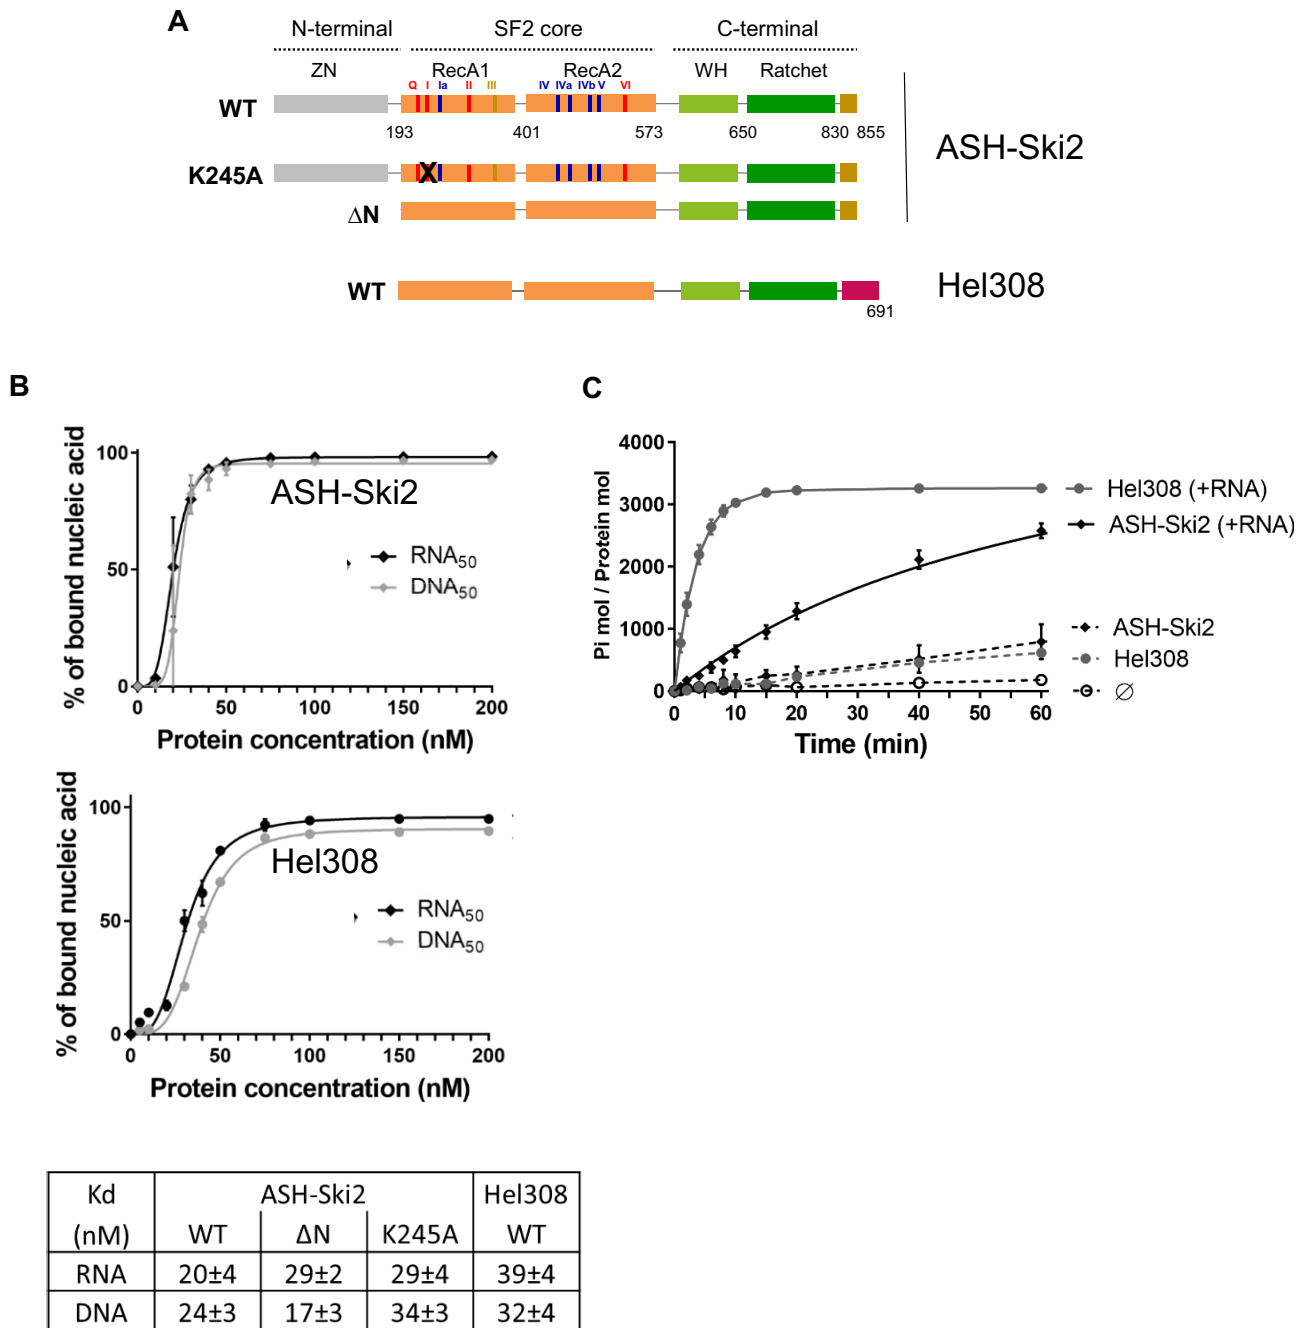 A
N-terminal SF2 core C-terminal
ZN RecA1 RecA2 WH Ratchet
Q I Ia II III IV IVa IVb V VI
WT
193 401 573 650 830 855
K245A
ΔN
ASH-Ski2
WT
Hel308
691
B
% of bound nucleic acid
100
50
0
ASH-Ski2
RNA50
DNA50
0 50 100 150 200
Protein concentration (nM)
% of bound nucleic acid
100
50
0
Hel308
RNA50
DNA50
0 50 100 150 200
Protein concentration (nM)
C
Pi mol / Protein mol
4000
3000
2000
1000
0
0 10 20 30 40 50 60
Time (min)
Hel308 (+RNA)
ASH-Ski2 (+RNA)
ASH-Ski2
Hel308
∅
Kd ASH-Ski2 Hel308
(nM) WT ΔN K245A WT
RNA 20±4 29±2 29±4 39±4
DNA 24±3 17±3 34±3 32±4